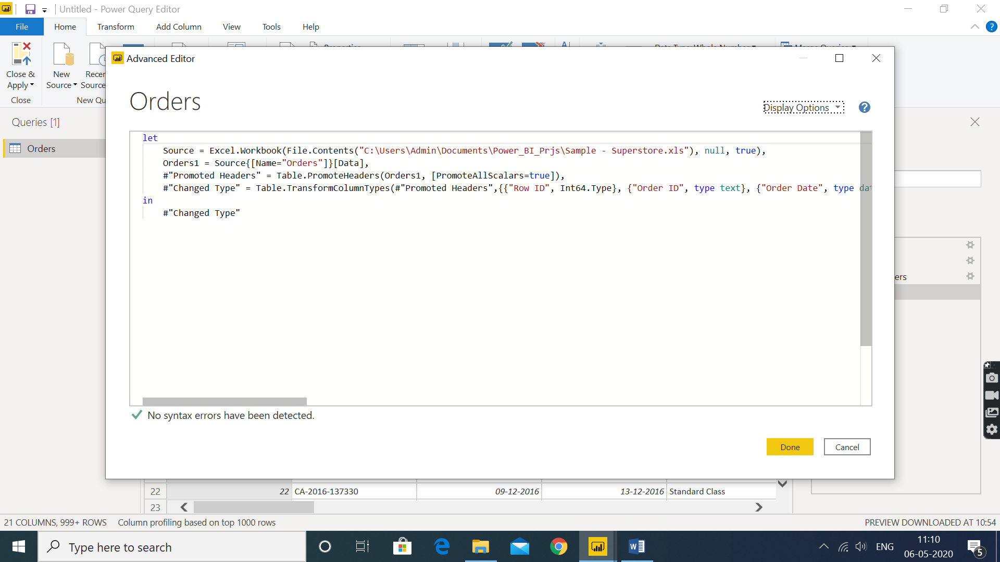 Untitled - Power Query Editor
File Home Transform Add Column View Tools Help
Close & Apply
New Source
Recen
Source
Close
New Qu
Advanced Editor
Orders
Display Options
Queries [1]
Orders
let
Source = Excel.Workbook(File.Contents("C:\Users\Admin\Documents\Power_BI_Prjs\Sample - Superstore.xls"), null, true),
Orders1 = Source{[Name="Orders"]}[Data],
#"Promoted Headers" = Table.PromoteHeaders(Orders1, [PromoteAllScalars=true]),
#"Changed Type" = Table.TransformColumnTypes(#"Promoted Headers",{{"Row ID", Int64.Type}, {"Order ID", type text}, {"Order Date", type dat
in
#"Changed Type"
ers
No syntax errors have been detected.
Done Cancel
22 22 CA-2016-137330 09-12-2016 13-12-2016 Standard Class
23
21 COLUMNS, 999+ ROWS Column profiling based on top 1000 rows PREVIEW DOWNLOADED AT 10:54
Type here to search
ENG
11:10
06-05-2020
5